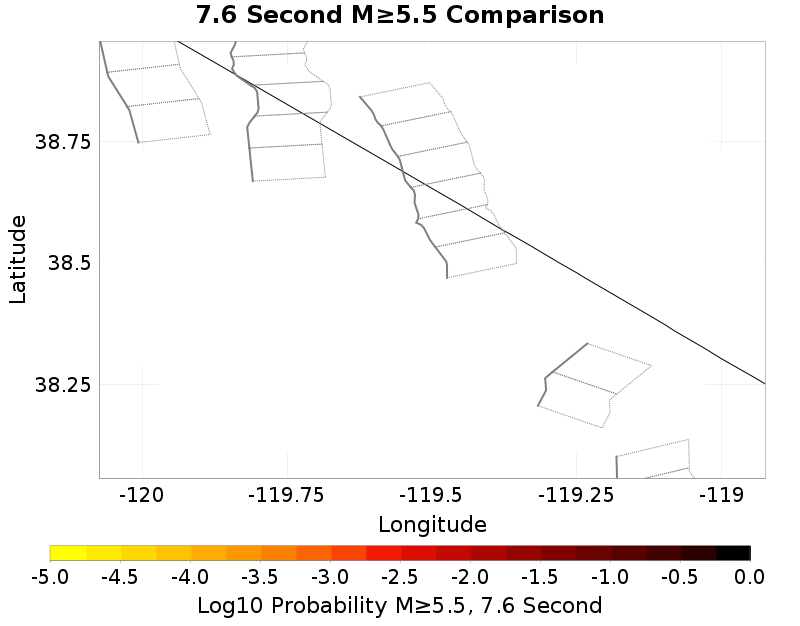 7.6 Second M≥5.5 Comparison
38.75
38.5
38.25
Latitude
-120 -119.75 -119.5 -119.25 -119
Longitude
-5.0 -4.5 -4.0 -3.5 -3.0 -2.5 -2.0 -1.5 -1.0 -0.5 0.0
Log10 Probability M≥5.5, 7.6 Second